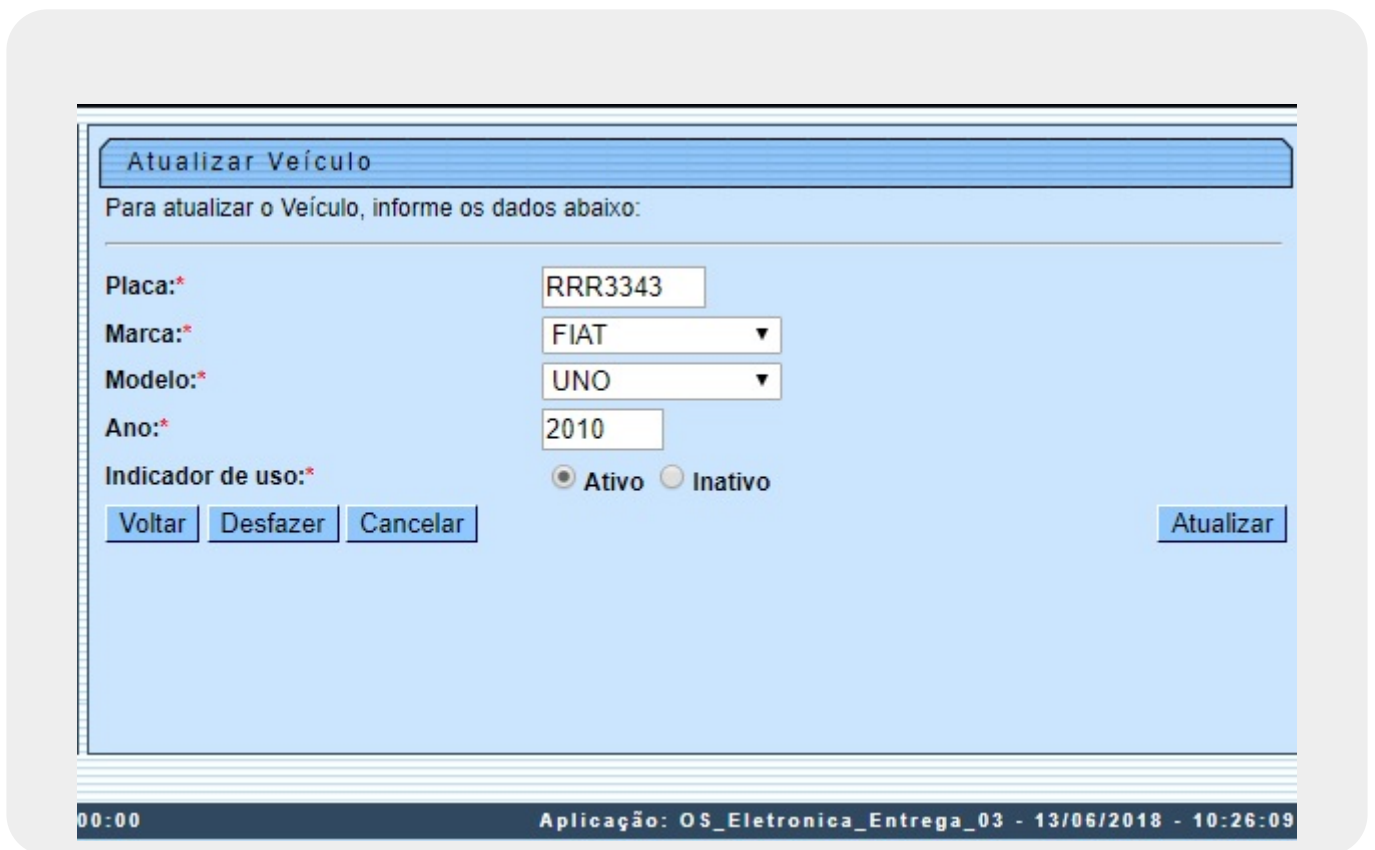 Atualizar Veículo
Para atualizar o Veículo, informe os dados abaixo:
Placa:* RRR3343
Marca:* FIAT
Modelo:* UNO
Ano:* 2010
Indicador de uso:* Ativo Inativo
Voltar Desfazer Cancelar Atualizar
00:00 Aplicação: OS_Eletronica_Entrega_03 - 13/06/2018 - 10:26:09